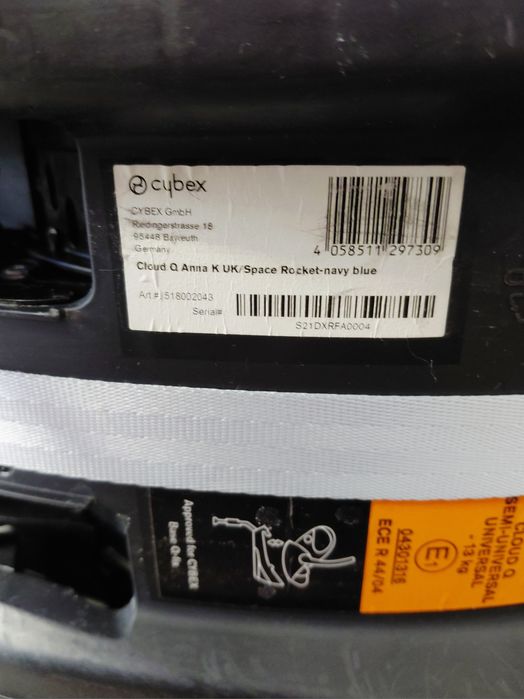 cybex
CYBEX GmbH
Riedingerstrasse 18
95448 Bayreuth
Germany
4 058511 297309
Cloud Q Anna K UK/Space Rocket-navy blue
Art.#: 518002043
Serial#
S21DXRFA0004
Approved for CYBEX
Base Q-fix
CLOUD Q
SEMI-UNIVERSAL
UNIVERSAL
- 13 kg
E1
04301316
ECE R 44/04